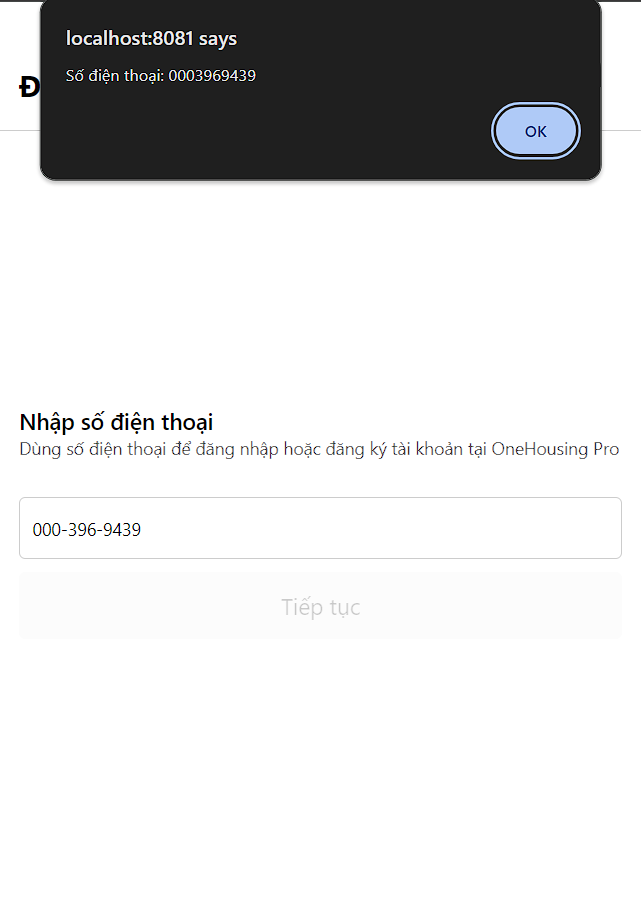 localhost:8081 says
Số điện thoại: 0003969439
OK
Đ
Nhập số điện thoại
Dùng số điện thoại để đăng nhập hoặc đăng ký tài khoản tại OneHousing Pro
000-396-9439
Tiếp tục